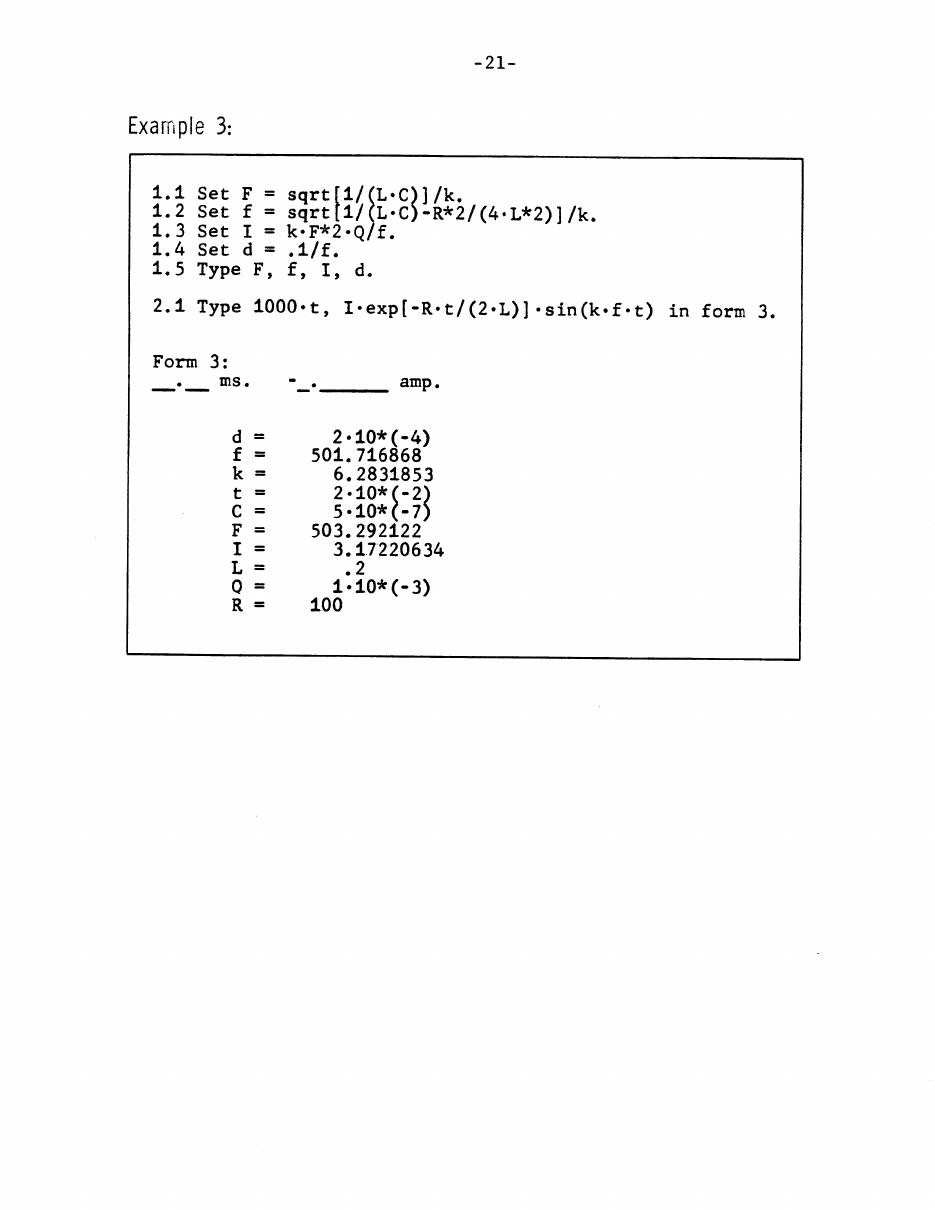 -21-
Example 3:
1.1 Set F = sqrt[1/(L·C)]/k.
1.2 Set f = sqrt[1/(L·C)-R*2/(4·L*2)]/k.
1.3 Set I = k·F*2·Q/f.
1.4 Set d = .1/f.
1.5 Type F, f, I, d.
2.1 Type 1000·t, I·exp[-R·t/(2·L)]·sin(k·f·t) in form 3.
Form 3:
__.__ ms. -_.______ amp.
d = 2·10*(-4)
f = 501.716868
k = 6.2831853
t = 2·10*(-2)
C = 5·10*(-7)
F = 503.292122
I = 3.17220634
L = .2
Q = 1·10*(-3)
R = 100